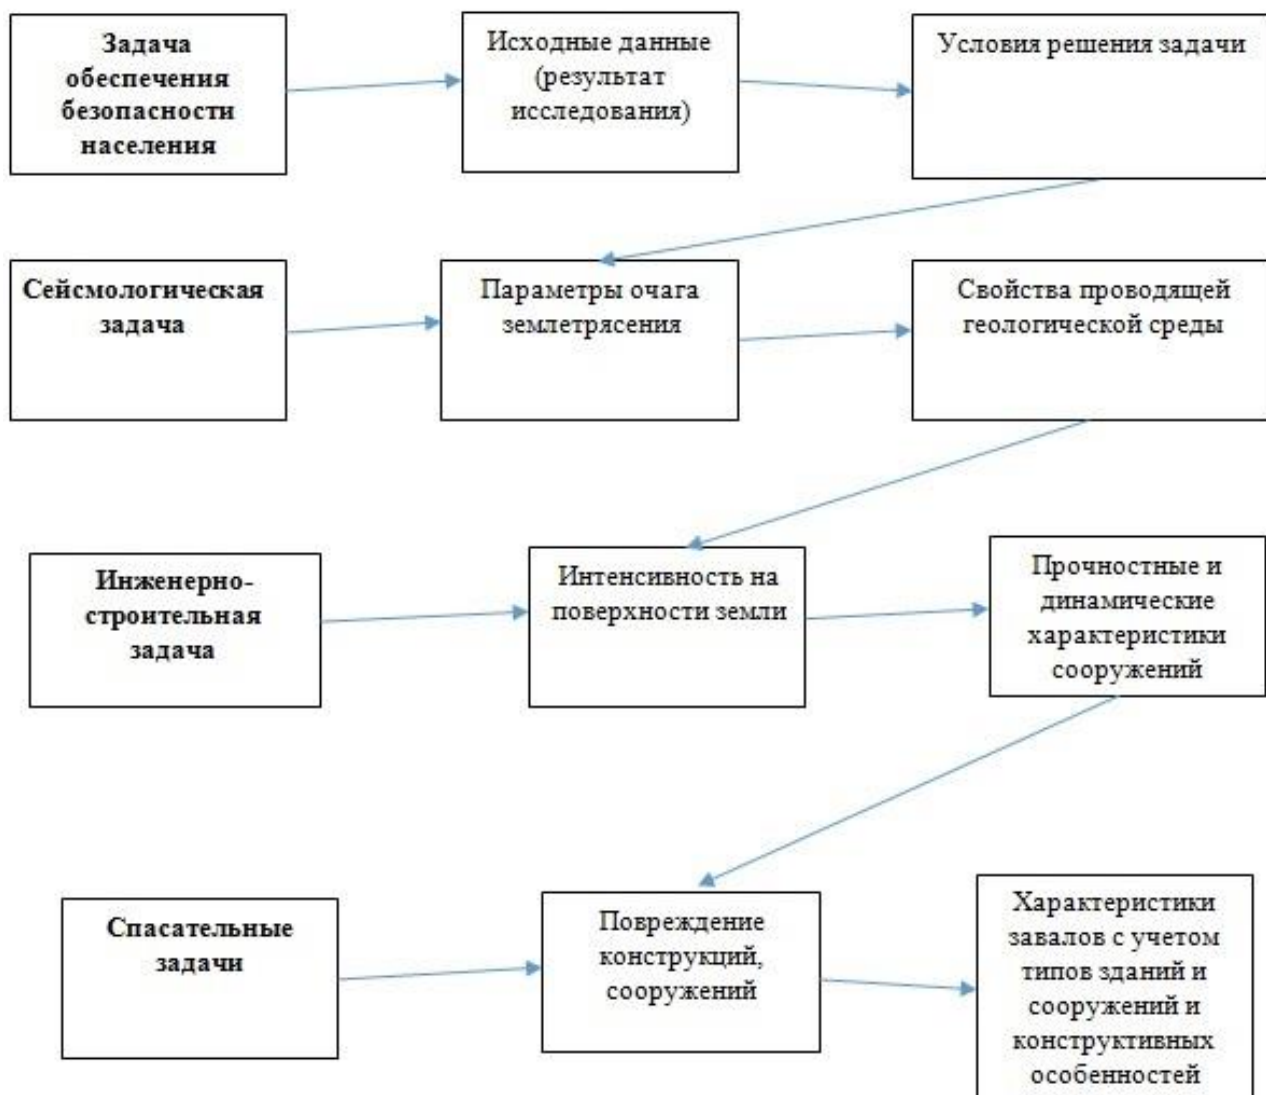 Задача
обеспечения
безопасности
населения
Исходные данные
(результат
исследования)
Условия решения задачи
Сейсмологическая
задача
Параметры очага
землетрясения
Свойства проводящей
геологической среды
Инженерно-
строительная
задача
Интенсивность на
поверхности земли
Прочностные и
динамические
характеристики
сооружений
Спасательные
задачи
Повреждение
конструкций,
сооружений
Характеристики
завалов с учетом
типов зданий и
сооружений и
конструктивных
особенностей